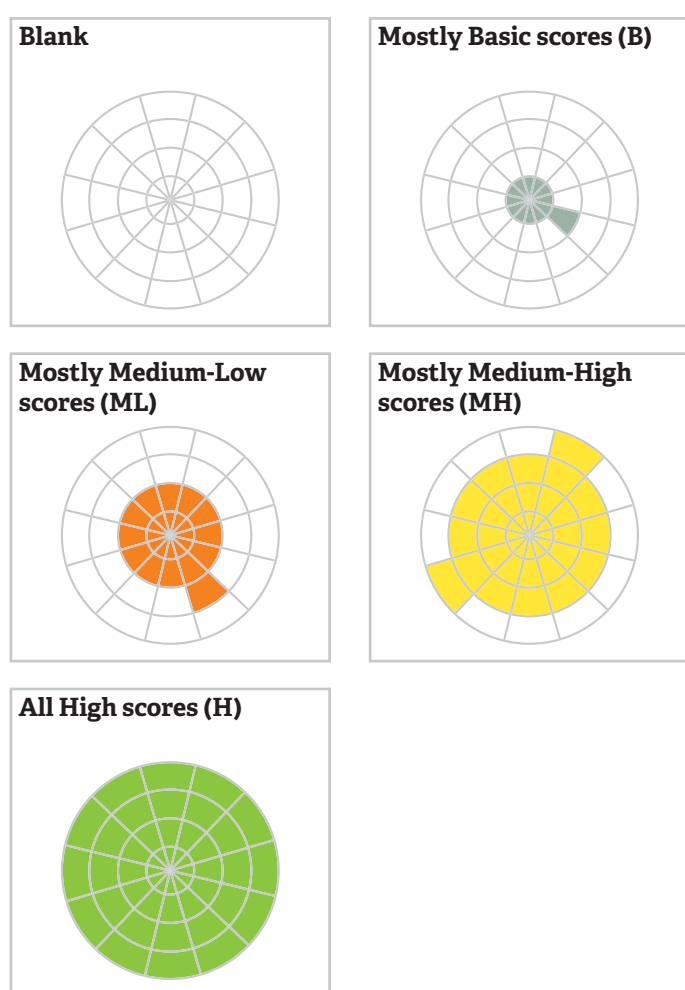 Blank
Mostly Basic scores (B)
Mostly Medium-Low
scores (ML)
Mostly Medium-High
scores (MH)
All High scores (H)